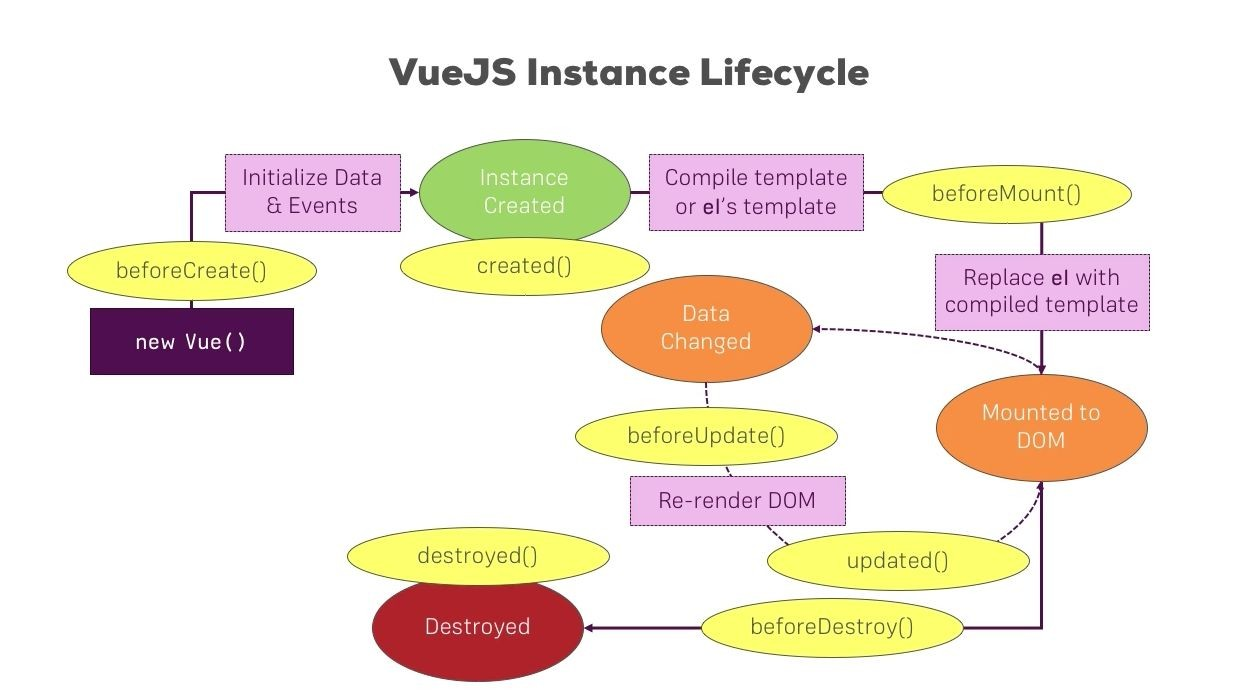 VueJS Instance Lifecycle
Initialize Data
& Events
Instance
Created
Compile template
or el's template
beforeMount()
beforeCreate()
created()
new Vue()
Replace el with
compiled template
Data
Changed
Mounted to
DOM
beforeUpdate()
Re-render DOM
updated()
destroyed()
Destroyed
beforeDestroy()